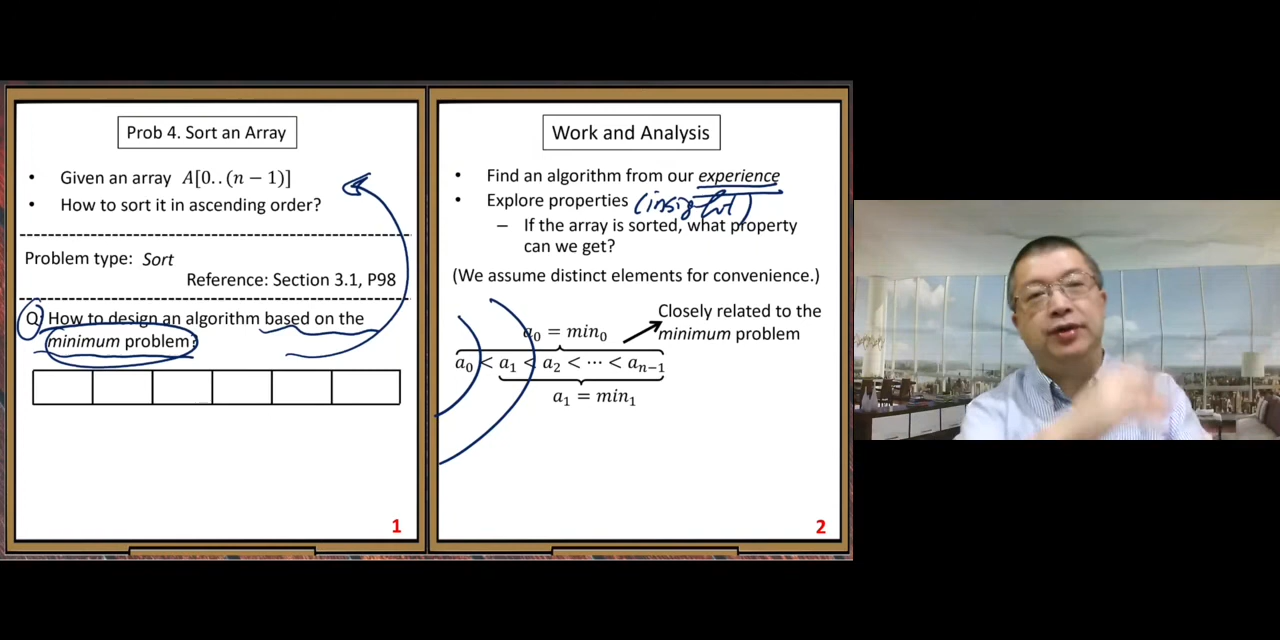 Prob 4. Sort an Array
• Given an array A[0..(n − 1)]
• How to sort it in ascending order?
Problem type: Sort
Reference: Section 3.1, P98
Q: How to design an algorithm based on the
minimum problem?
1
Work and Analysis
• Find an algorithm from our experience
• Explore properties (insight)
– If the array is sorted, what property
can we get?
(We assume distinct elements for convenience.)
Closely related to the
minimum problem
a₀ = min₀
a₀ < a₁ < a₂ < ⋯ < aₙ₋₁
a₁ = min₁
2